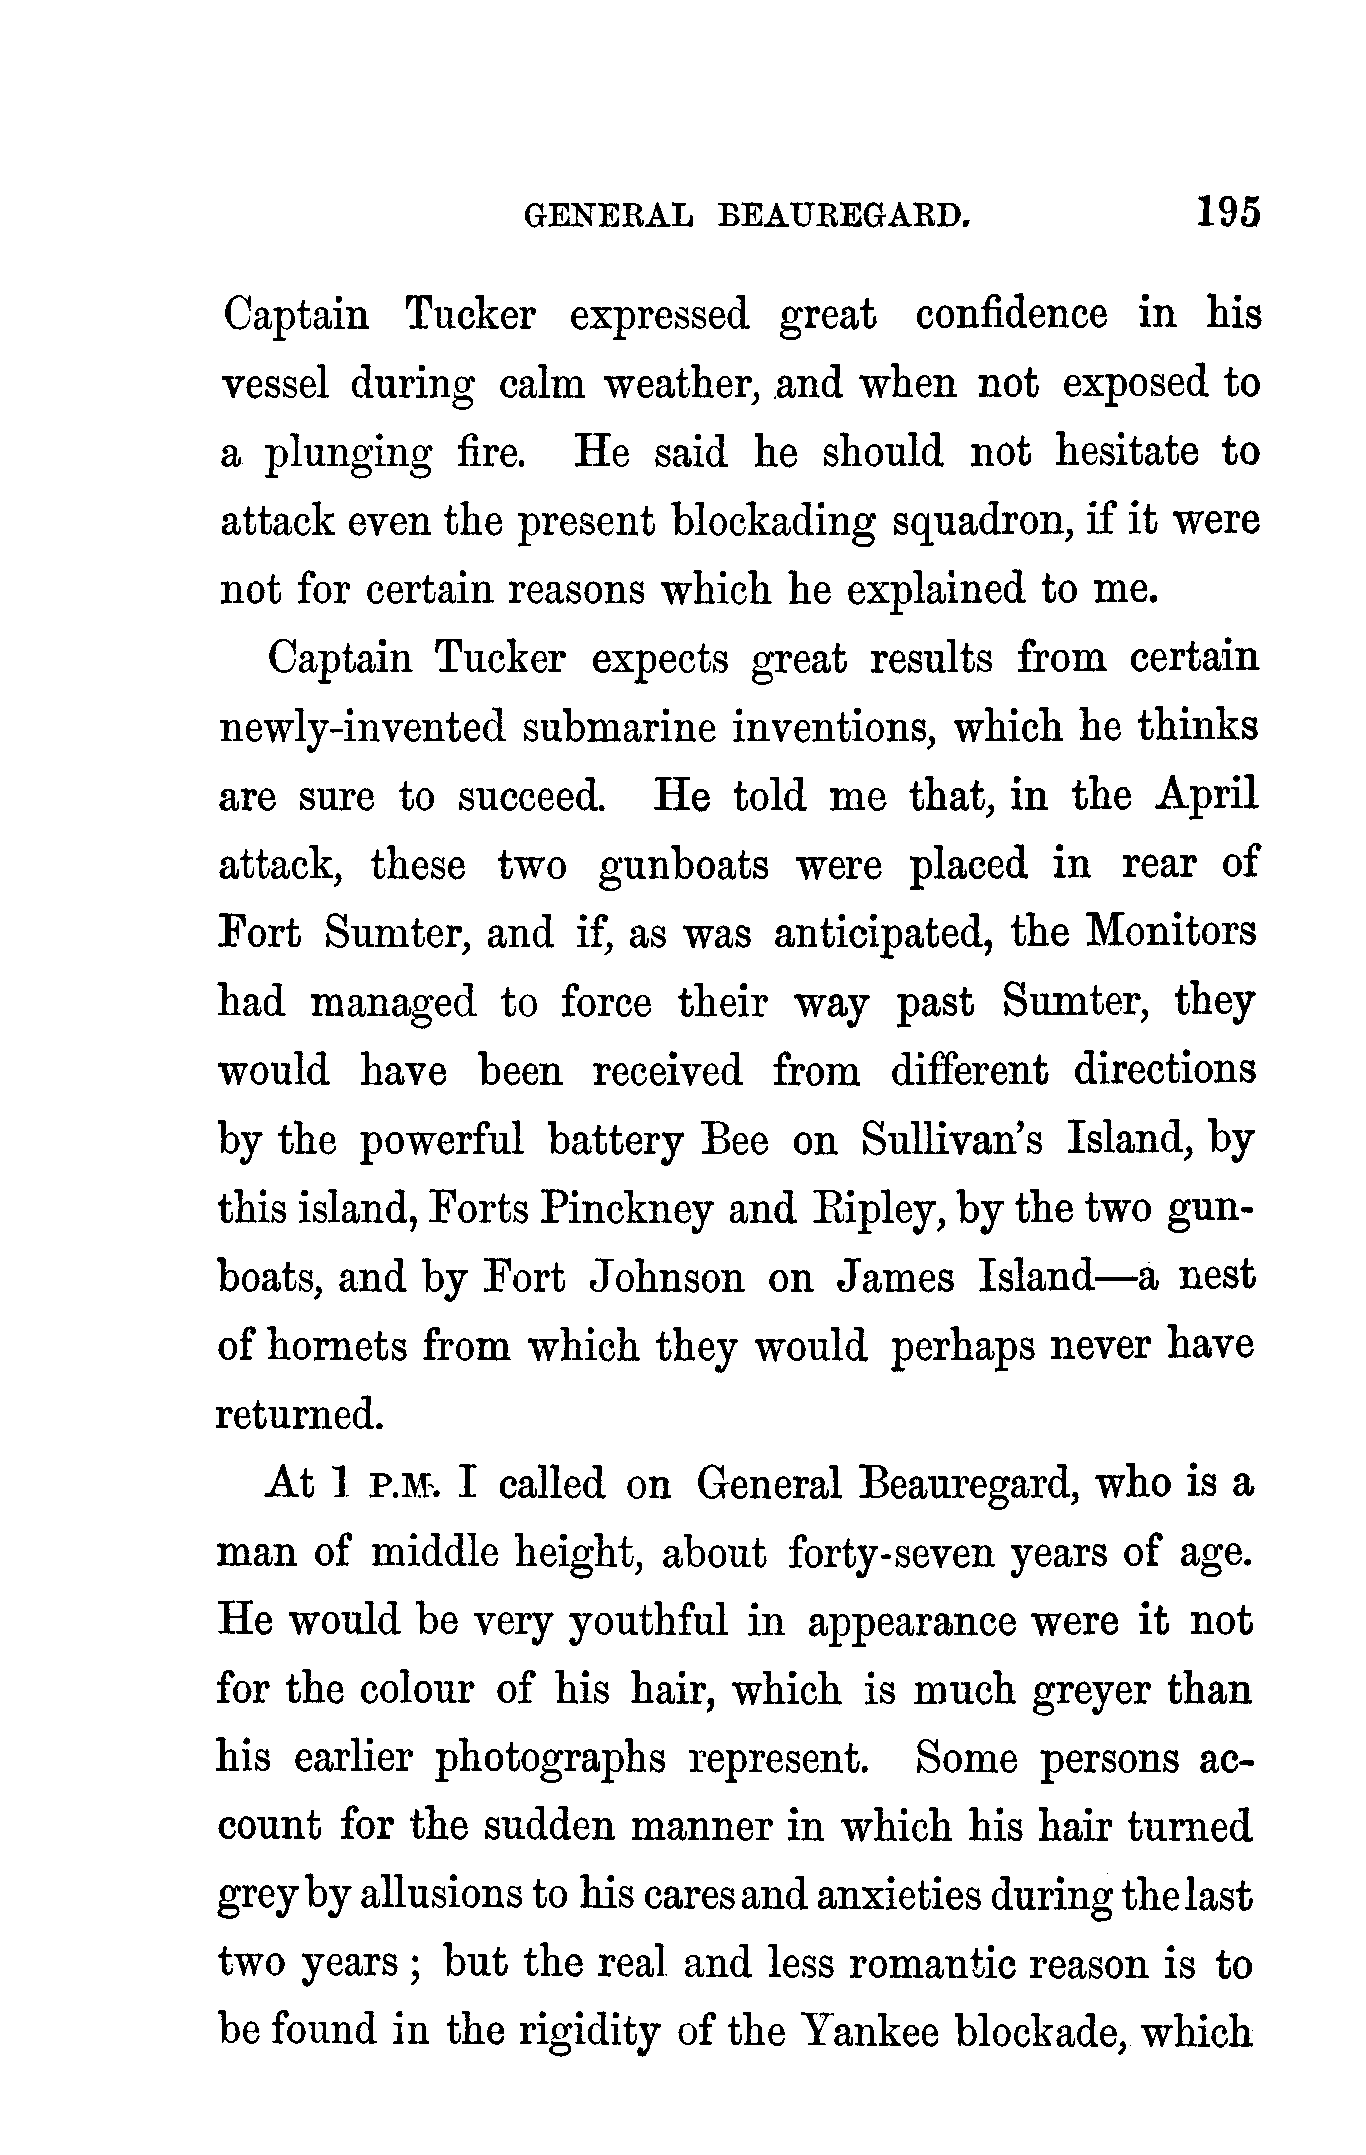 GENERAL BEAUREGARD. 195
Captain Tucker expressed great confidence in his
vessel during calm weather, and when not exposed to
a plunging fire. He said he should not hesitate to
attack even the present blockading squadron, if it were
not for certain reasons which he explained to me.
Captain Tucker expects great results from certain
newly-invented submarine inventions, which he thinks
are sure to succeed. He told me that, in the April
attack, these two gunboats were placed in rear of
Fort Sumter, and if, as was anticipated, the Monitors
had managed to force their way past Sumter, they
would have been received from different directions
by the powerful battery Bee on Sullivan's Island, by
this island, Forts Pinckney and Ripley, by the two gun-
boats, and by Fort Johnson on James Island—a nest
of hornets from which they would perhaps never have
returned.
At 1 P.M. I called on General Beauregard, who is a
man of middle height, about forty-seven years of age.
He would be very youthful in appearance were it not
for the colour of his hair, which is much greyer than
his earlier photographs represent. Some persons ac-
count for the sudden manner in which his hair turned
grey by allusions to his cares and anxieties during the last
two years ; but the real and less romantic reason is to
be found in the rigidity of the Yankee blockade, which